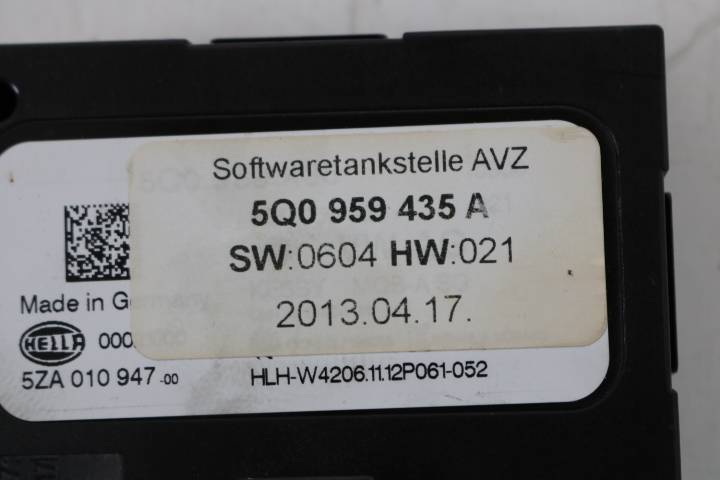 Softwaretankstelle AVZ
5Q0 959 435 A
SW:0604 HW:021
2013.04.17.
Made in Germany
HELLA
5ZA 010 947-00
HLH-W4206.11.12P061-052